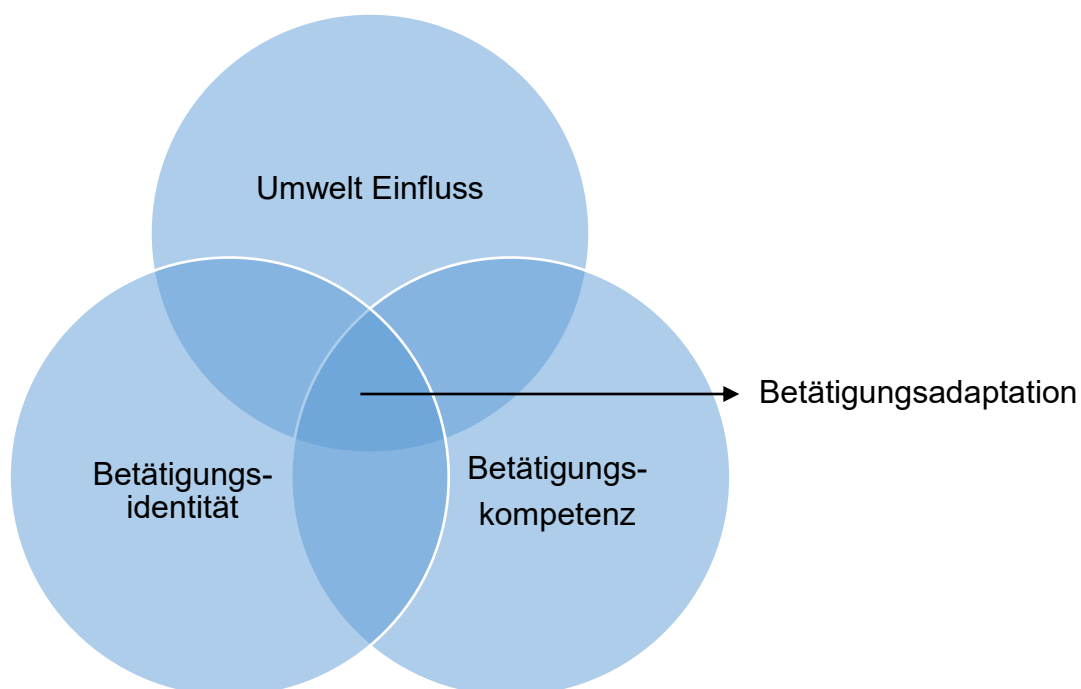 Umwelt Einfluss
Betätigungsadaptation
Betätigungs-
identität
Betätigungs-
kompetenz